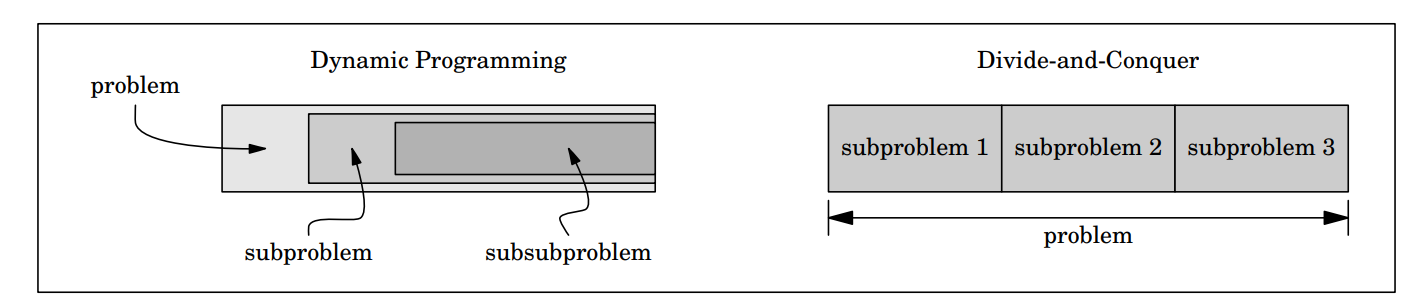 Dynamic Programming
problem
subproblem
subsubproblem
Divide-and-Conquer
subproblem 1
subproblem 2
subproblem 3
problem